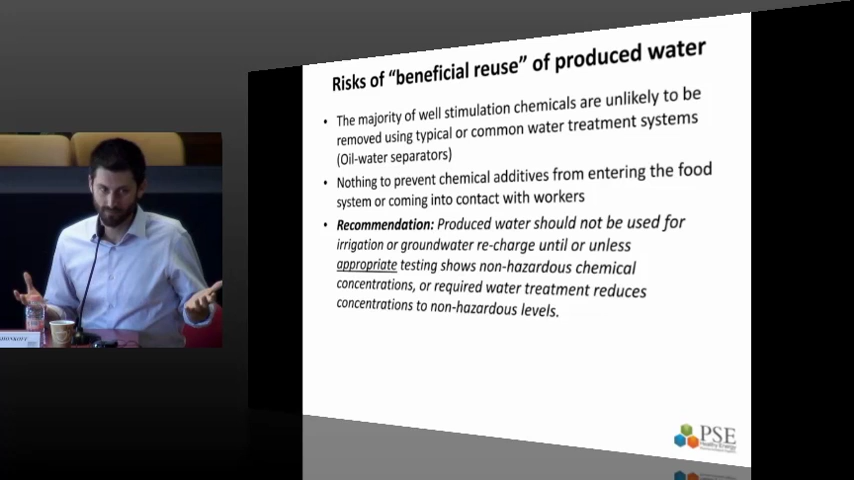 Risks of “beneficial reuse” of produced water
• The majority of well stimulation chemicals are unlikely to be
removed using typical or common water treatment systems
(Oil-water separators)
• Nothing to prevent chemical additives from entering the food
system or coming into contact with workers
• Recommendation: Produced water should not be used for
irrigation or groundwater re-charge until or unless
appropriate testing shows non-hazardous chemical
concentrations, or required water treatment reduces
concentrations to non-hazardous levels.
PSE
Healthy Energy